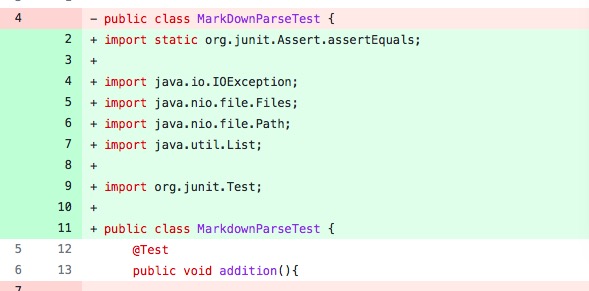 4 - public class MarkDownParseTest {
2 + import static org.junit.Assert.assertEquals;
3 +
4 + import java.io.IOException;
5 + import java.nio.file.Files;
6 + import java.nio.file.Path;
7 + import java.util.List;
8 +
9 + import org.junit.Test;
10 +
11 + public class MarkdownParseTest {
5 12 @Test
6 13 public void addition(){
7